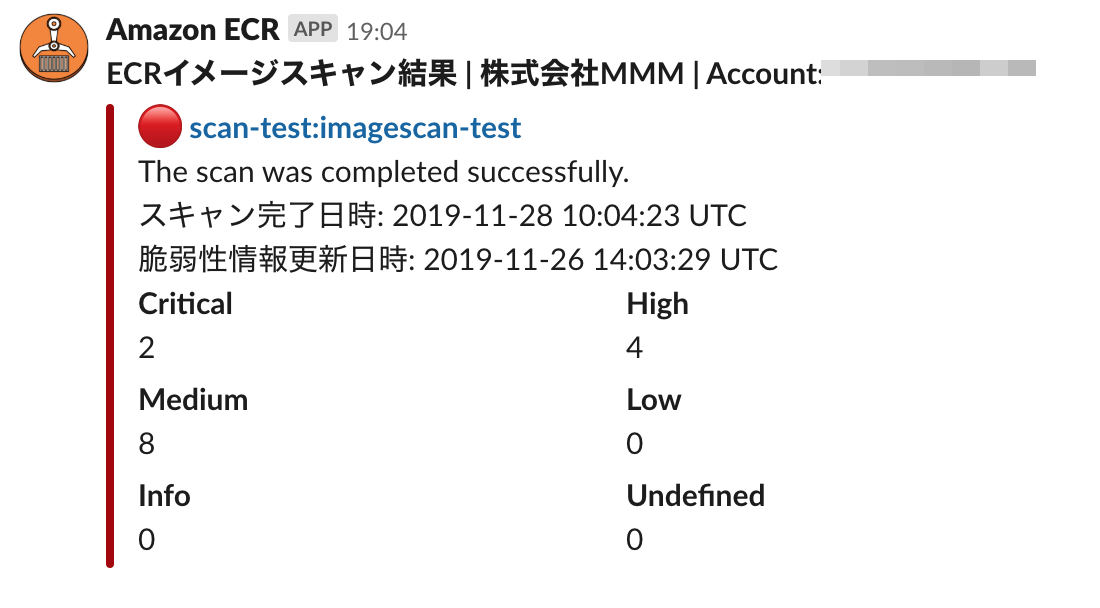 Amazon ECR APP 19:04
ECRイメージスキャン結果 | 株式会社MMM | Account:
scan-test:imagescan-test
The scan was completed successfully.
スキャン完了日時: 2019-11-28 10:04:23 UTC
脆弱性情報更新日時: 2019-11-26 14:03:29 UTC
Critical High
2 4
Medium Low
8 0
Info Undefined
0 0